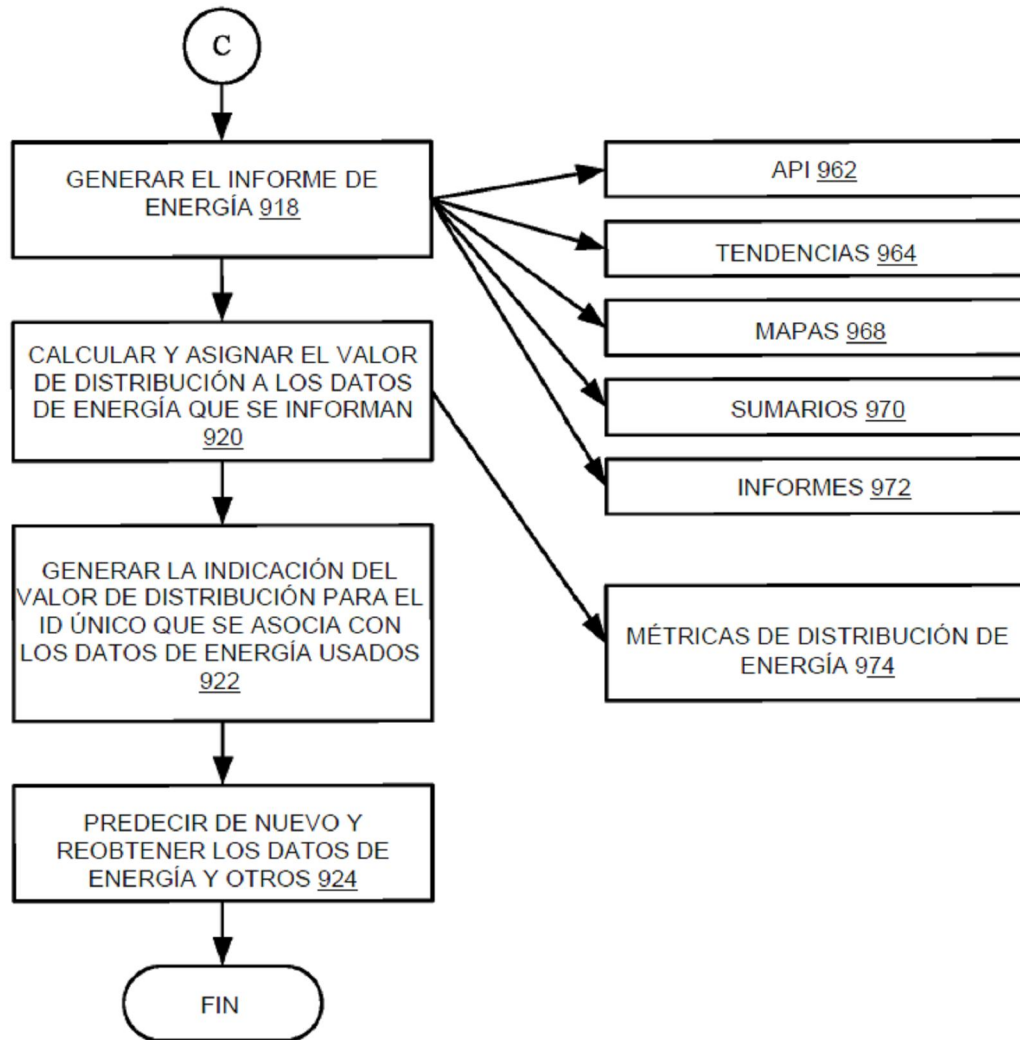 C
GENERAR EL INFORME DE
ENERGÍA 918
API 962
TENDENCIAS 964
MAPAS 968
SUMARIOS 970
INFORMES 972
CALCULAR Y ASIGNAR EL VALOR
DE DISTRIBUCIÓN A LOS DATOS
DE ENERGÍA QUE SE INFORMAN
920
MÉTRICAS DE DISTRIBUCIÓN DE
ENERGÍA 974
GENERAR LA INDICACIÓN DEL
VALOR DE DISTRIBUCIÓN PARA EL
ID ÚNICO QUE SE ASOCIA CON
LOS DATOS DE ENERGÍA USADOS
922
PREDECIR DE NUEVO Y
REOBTENER LOS DATOS DE
ENERGÍA Y OTROS 924
FIN